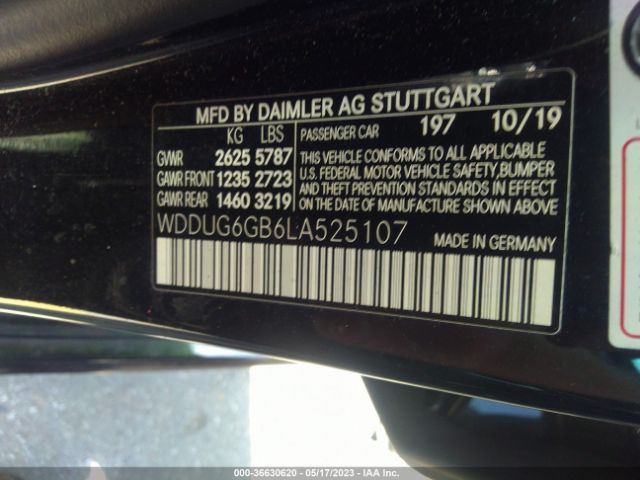 MFD BY DAIMLER AG STUTTGART
KG LBS PASSENGER CAR 197 10/19
GVWR 2625 5787 THIS VEHICLE CONFORMS TO ALL APPLICABLE
GAWR FRONT 1235 2723 U.S. FEDERAL MOTOR VEHICLE SAFETY,BUMPER
GAWR REAR 1460 3219 AND THEFT PREVENTION STANDARDS IN EFFECT
ON THE DATE OF MANUFACTURE SHOWN ABOVE
WDDUG6GB6LA525107 MADE IN GERMANY
000-36630620 — 05/17/2023 — IAA Inc.